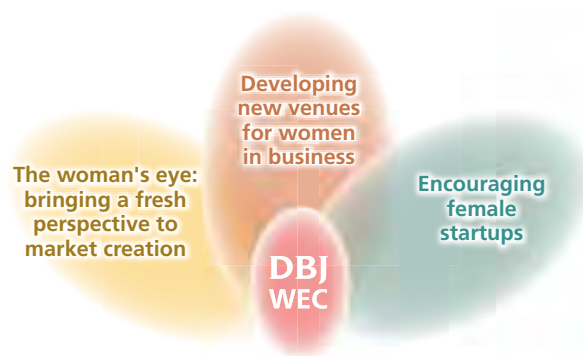 Developing
new venues
for women
in business
The woman's eye:
bringing a fresh
perspective to
market creation
Encouraging
female
startups
DBJ
WEC